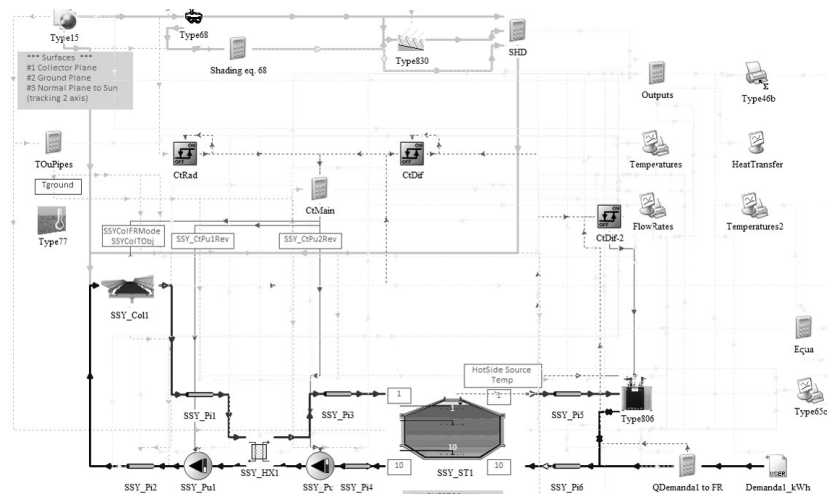 Type15
Type68
Shading eq. 68
Type830
SHD
*** Surfaces ***
#1 Collector Plane
#2 Ground Plane
#3 Normal Plane to Sun
(tracking 2 axis)
Outputs
Type46b
TOuPipes
CtRad
CtDif
Temperatures
HeatTransfer
Tground
CtMain
Type77
SSYColFRMode
SSYColTObj
SSY_CtPu1Rev
SSY_CtPu2Rev
CtDif-2
FlowRates
Temperatures2
SSY_Col1
Equa
HotSide Source
Temp
1
1
1
SSY_Pi1
SSY_Pi3
SSY_Pi5
Type806
Type65c
10
10
10
SSY_Pi2
SSY_Pu1
SSY_HX1
SSY_Pu
SSY_Pi4
SSY_ST1
SSY_Pi6
QDemanda1 to FR
USER
Demanda1_kWh